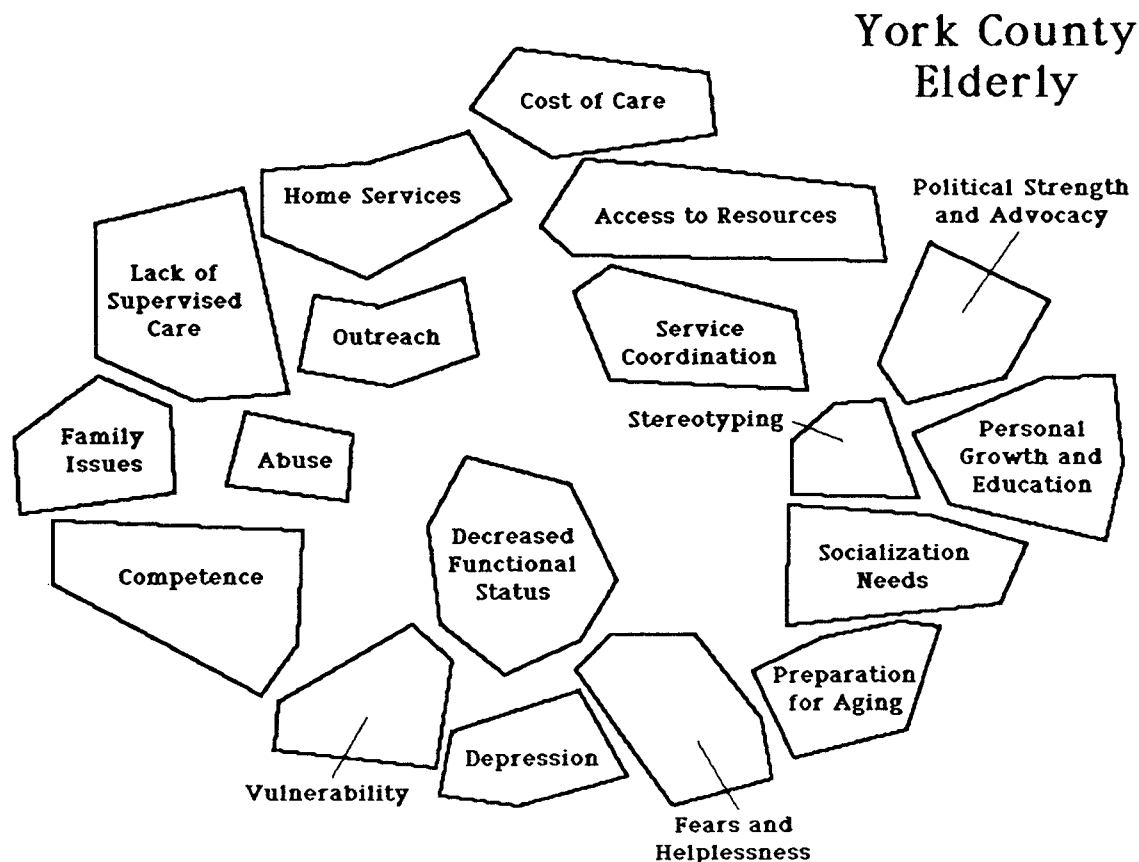 York County
Elderly
Cost of Care
Home Services
Access to Resources
Political Strength
and Advocacy
Lack of
Supervised
Care
Outreach
Service
Coordination
Stereotyping
Family
Issues
Abuse
Personal
Growth and
Education
Decreased
Functional
Status
Competence
Socialization
Needs
Preparation
for Aging
Depression
Vulnerability
Fears and
Helplessness